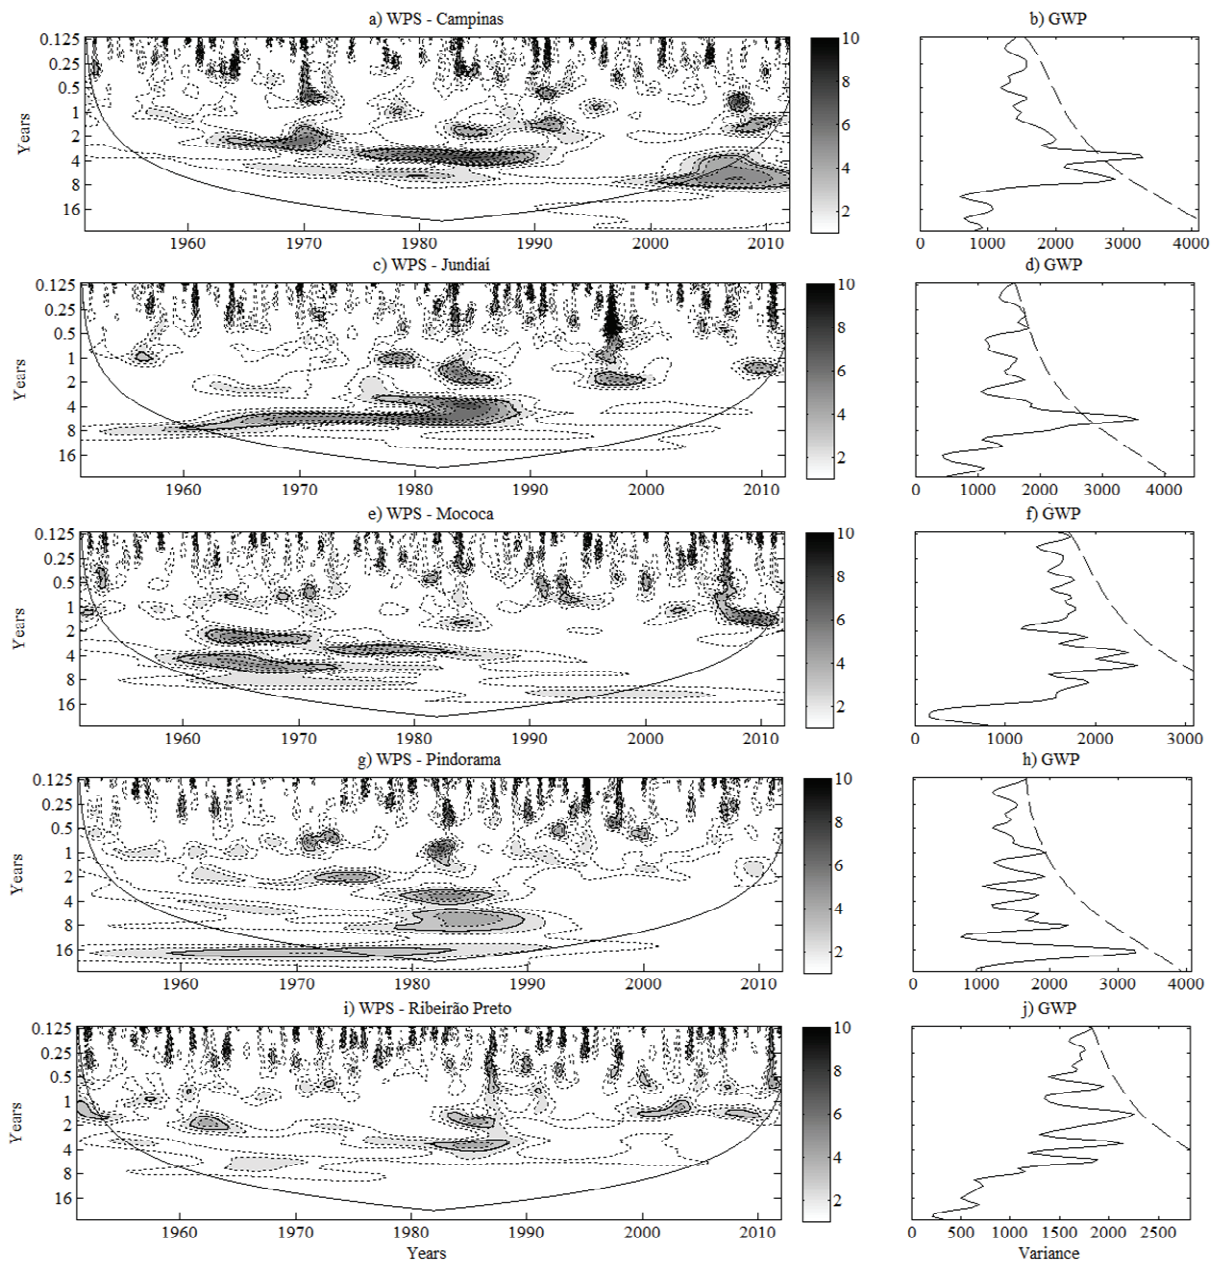 a) WPS - Campinas
b) GWP
0.125
0.25
0.5
1
2
4
8
16
Years
1960 1970 1980 1990 2000 2010
10
8
6
4
2
0 1000 2000 3000 4000
c) WPS - Jundiaí
d) GWP
0.125
0.25
0.5
1
2
4
8
16
Years
1960 1970 1980 1990 2000 2010
10
8
6
4
2
0 1000 2000 3000 4000
e) WPS - Mococa
f) GWP
0.125
0.25
0.5
1
2
4
8
16
Years
1960 1970 1980 1990 2000 2010
10
8
6
4
2
0 1000 2000 3000
g) WPS - Pindorama
h) GWP
0.125
0.25
0.5
1
2
4
8
16
Years
1960 1970 1980 1990 2000 2010
10
8
6
4
2
0 1000 2000 3000 4000
i) WPS - Ribeirão Preto
j) GWP
0.125
0.25
0.5
1
2
4
8
16
Years
1960 1970 1980 1990 2000 2010
Years
10
8
6
4
2
0 500 1000 1500 2000 2500
Variance